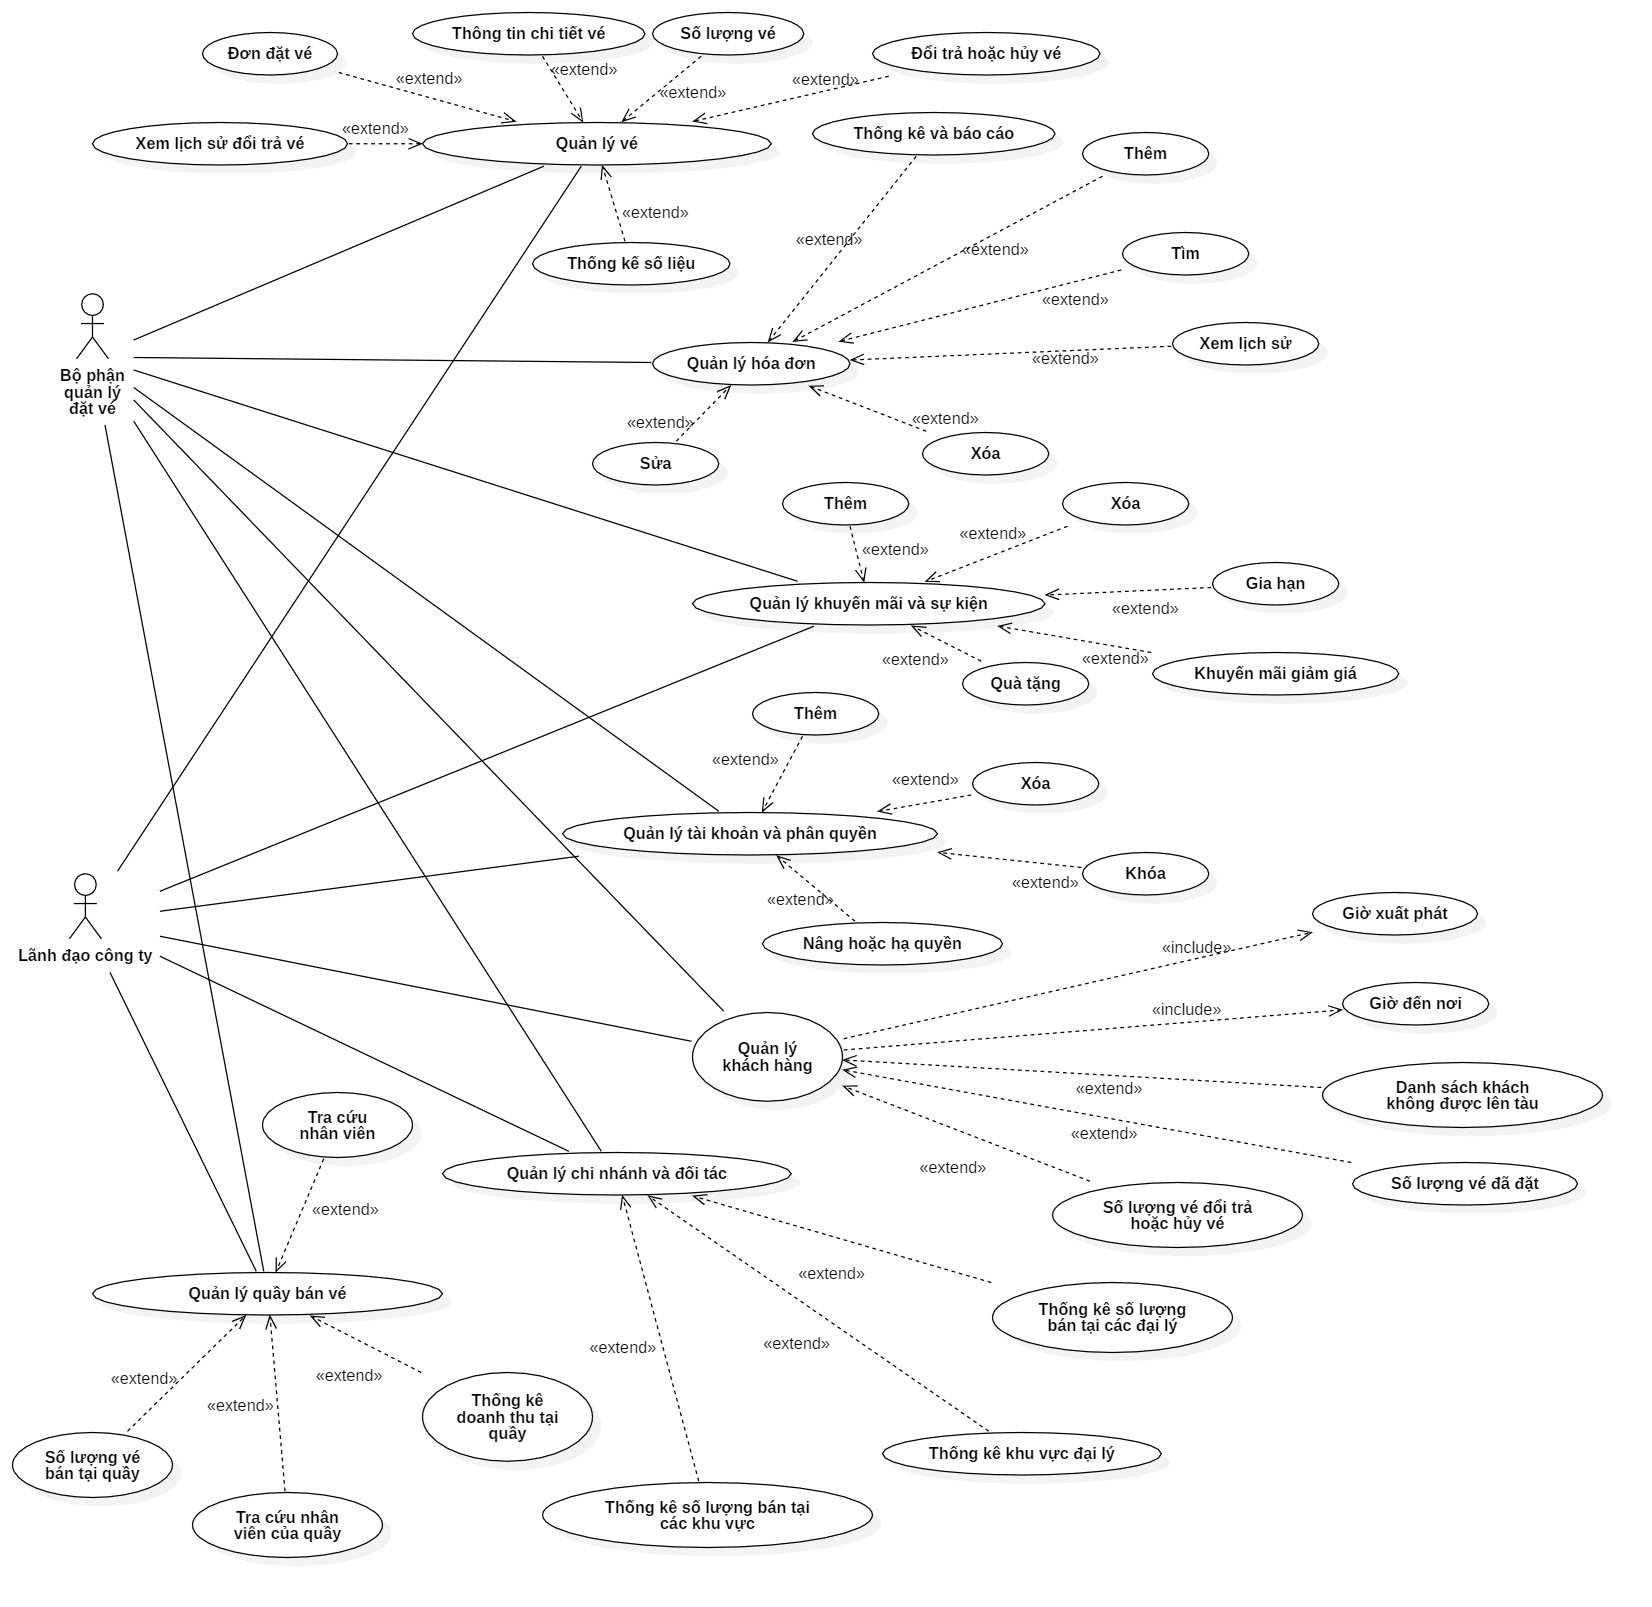 Thông tin chi tiết vé
Số lượng vé
Đơn đặt vé
Đổi trả hoặc hủy vé
«extend»
«extend»
«extend»
«extend»
Xem lịch sử đổi trả vé
«extend»
Quản lý vé
Thống kê và báo cáo
Thêm
«extend»
Thống kế số liệu
«extend»
«extend»
Tìm
«extend»
Bộ phận
quản lý
đặt vé
Quản lý hóa đơn
Xem lịch sử
«extend»
«extend»
«extend»
Sửa
Xóa
Thêm
Xóa
«extend»
«extend»
Gia hạn
Quản lý khuyến mãi và sự kiện
«extend»
«extend»
«extend»
Quà tặng
Khuyến mãi giảm giá
Thêm
«extend»
«extend»
Xóa
Quản lý tài khoản và phân quyền
Khóa
«extend»
«extend»
Nâng hoặc hạ quyền
Giờ xuất phát
Lãnh đạo công ty
«include»
Giờ đến nơi
«include»
Quản lý
khách hàng
«extend»
Danh sách khách
không được lên tàu
Tra cứu
nhân viên
«extend»
Quản lý chi nhánh và đối tác
«extend»
Số lượng vé đã đặt
«extend»
Số lượng vé đổi trả
hoặc hủy vé
Quản lý quầy bán vé
«extend»
Thống kê số lượng
bán tại các đại lý
«extend»
«extend»
«extend»
«extend»
«extend»
Thống kê
doanh thu tại
quầy
Thống kê khu vực đại lý
Số lượng vé
bán tại quầy
Tra cứu nhân
viên của quầy
Thống kê số lượng bán tại
các khu vực